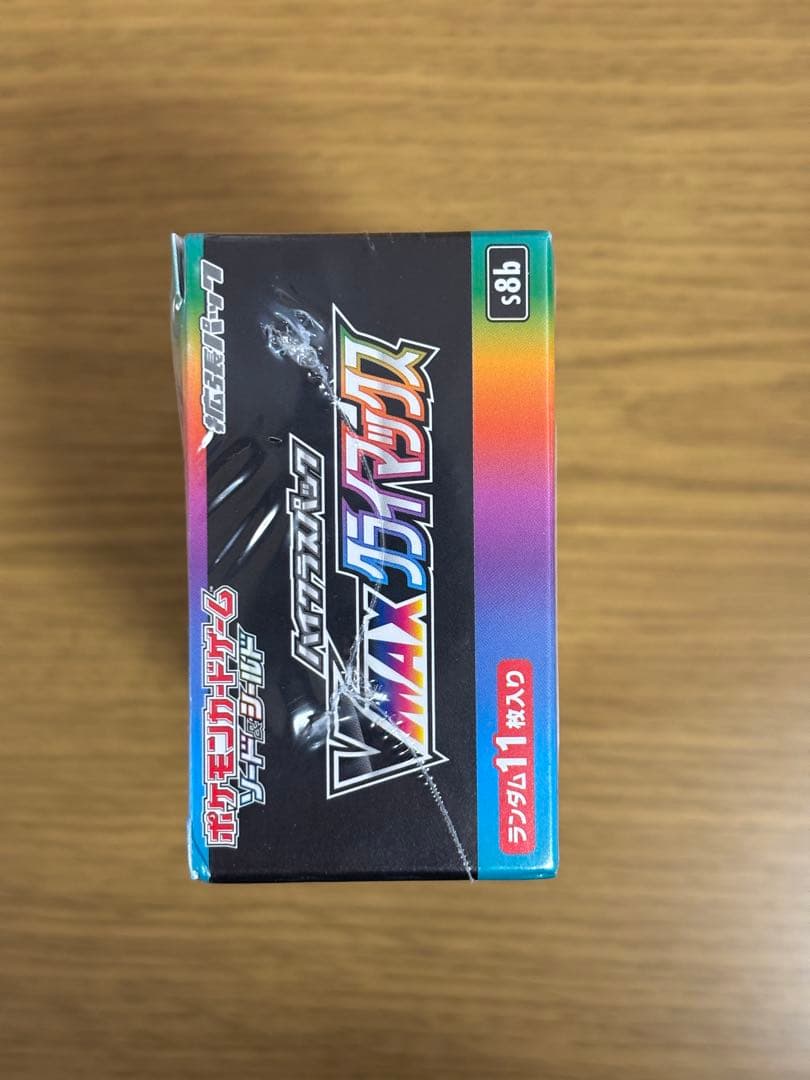 ポケモンカードゲーム
ソード&シールド
拡張パック
ハイクラスパック
VMAXクライマックス
ランダム11枚入り
s8b